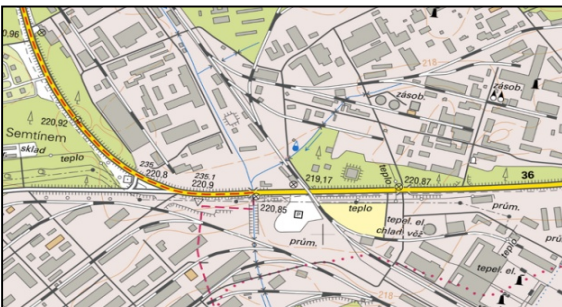 0.96
218
zásob.
zásob.
220,92
Semtínem
sklad
teplo
235
220,8
235.1
220,9
219,17
teplo
220,87
36
220,85
P
teplo
prům.
prům.
tepel. el.
chlad. věž
teplo
tepel. el.
prům.
218